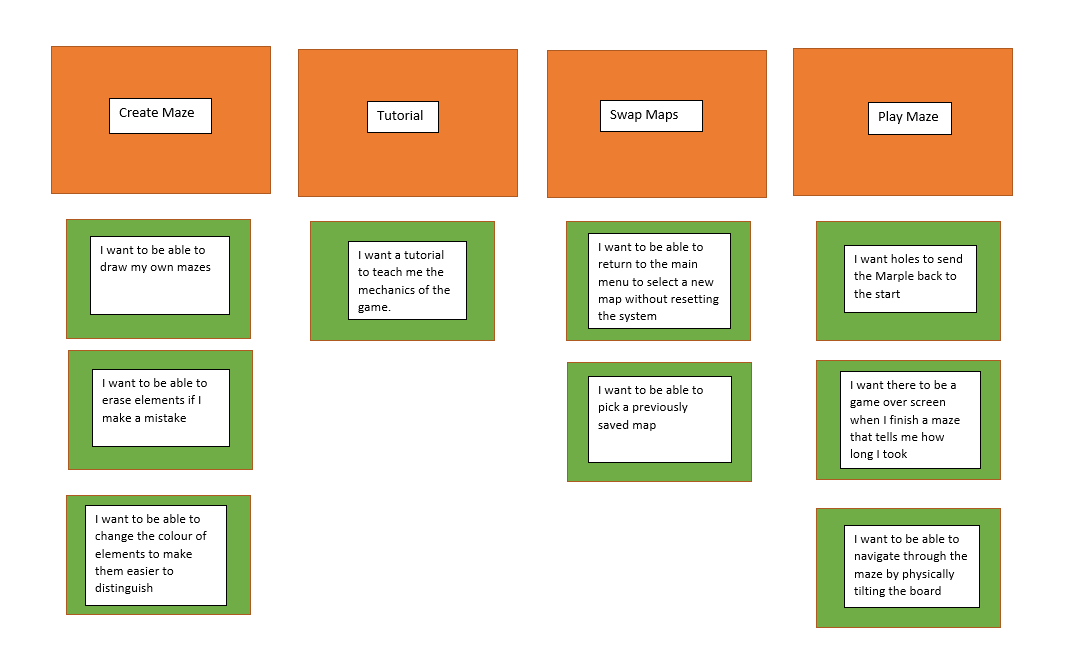 Create Maze
Tutorial
Swap Maps
Play Maze
I want to be able to
draw my own mazes
I want a tutorial
to teach me the
mechanics of the
game.
I want to be able to
return to the main
menu to select a new
map without resetting
the system
I want holes to send
the Marple back to
the start
I want to be able to
erase elements if I
make a mistake
I want to be able to
pick a previously
saved map
I want there to be a
game over screen
when I finish a maze
that tells me how
long I took
I want to be able to
change the colour of
elements to make
them easier to
distinguish
I want to be able to
navigate through the
maze by physically
tilting the board